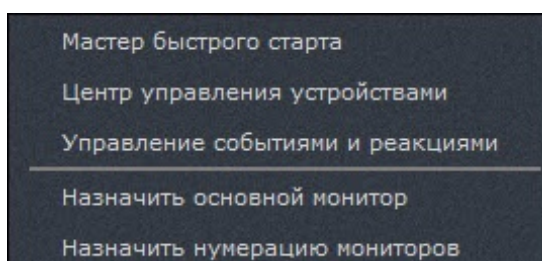 Мастер быстрого старта
Центр управления устройствами
Управление событиями и реакциями
Назначить основной монитор
Назначить нумерацию мониторов